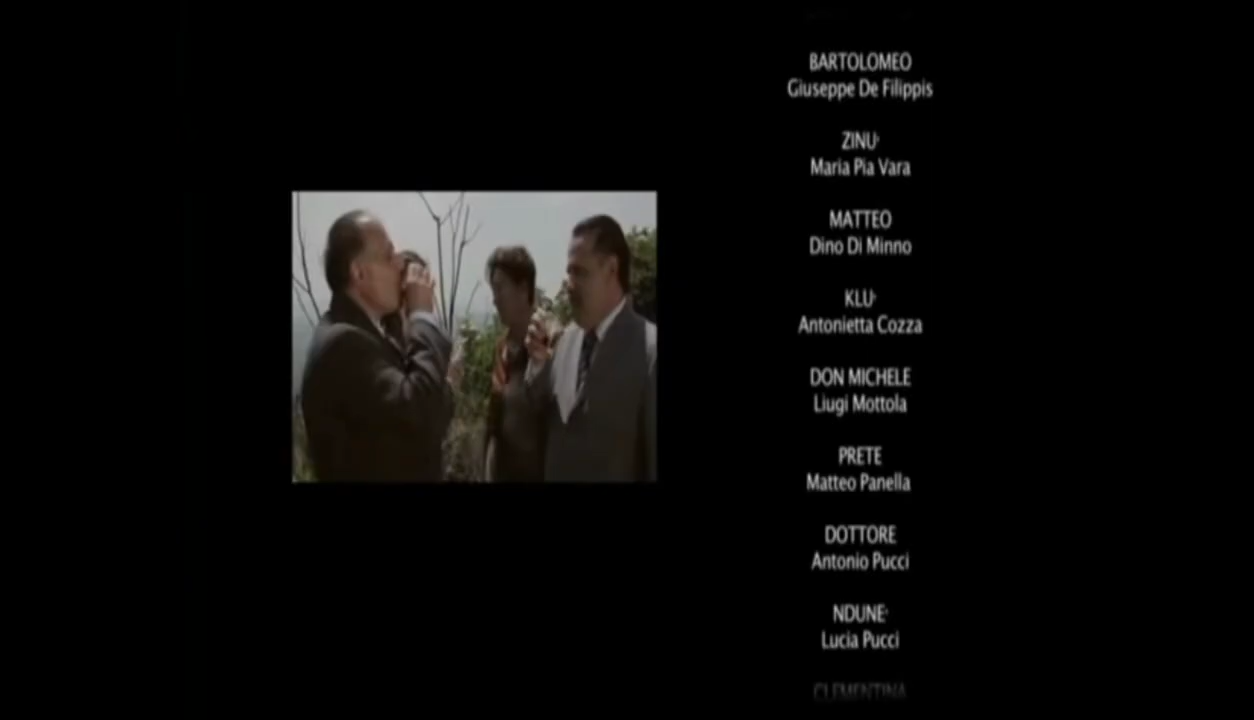 BARTOLOMEO
Giuseppe De Filippis
ZINU'
Maria Pia Vara
MATTEO
Dino Di Minno
KLU'
Antonietta Cozza
DON MICHELE
Liugi Mottola
PRETE
Matteo Panella
DOTTORE
Antonio Pucci
NDUNE'
Lucia Pucci
CLEMENTINA